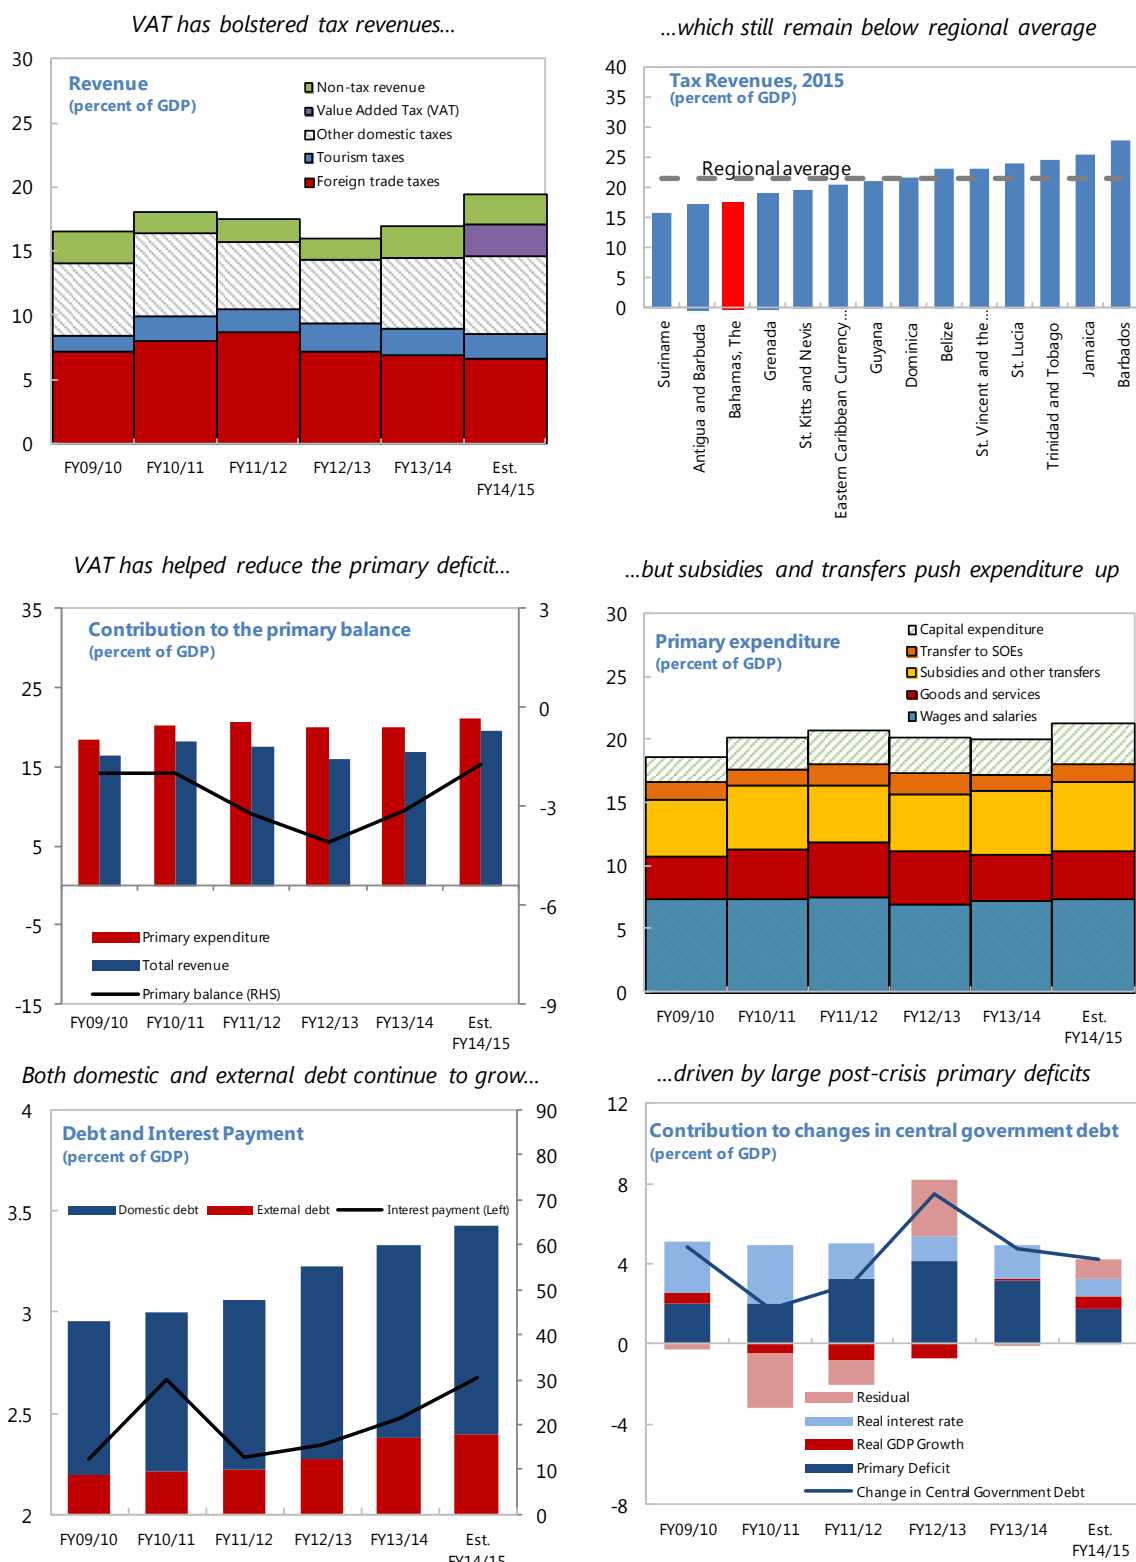 VAT has bolstered tax revenues...
30
25
20
15
10
5
0
Revenue
(percent of GDP)
Non-tax revenue
Value Added Tax (VAT)
Other domestic taxes
Tourism taxes
Foreign trade taxes
FY09/10
FY10/11
FY11/12
FY12/13
FY13/14
Est.
FY14/15
...which still remain below regional average
40
35
30
25
20
15
10
5
0
Tax Revenues, 2015
(percent of GDP)
Regional average
Suriname
Antigua and Barbuda
Bahamas, The
Grenada
St. Kitts and Nevis
Eastern Caribbean Currency...
Guyana
Dominica
Belize
St. Vincent and the...
St. Lucia
Trinidad and Tobago
Jamaica
Barbados
VAT has helped reduce the primary deficit...
35
25
15
5
-5
-15
3
0
-3
-6
-9
Contribution to the primary balance
(percent of GDP)
Primary expenditure
Total revenue
Primary balance (RHS)
FY09/10
FY10/11
FY11/12
FY12/13
FY13/14
Est.
FY14/15
...but subsidies and transfers push expenditure up
30
25
20
15
10
5
0
Primary expenditure
(percent of GDP)
Capital expenditure
Transfer to SOEs
Subsidies and other transfers
Goods and services
Wages and salaries
FY09/10
FY10/11
FY11/12
FY12/13
FY13/14
Est.
FY14/15
Both domestic and external debt continue to grow...
4
3.5
3
2.5
2
90
80
70
60
50
40
30
20
10
0
Debt and Interest Payment
(percent of GDP)
Domestic debt
External debt
Interest payment (Left)
FY09/10
FY10/11
FY11/12
FY12/13
FY13/14
Est.
FY14/15
...driven by large post-crisis primary deficits
12
8
4
0
-4
-8
Contribution to changes in central government debt
(percent of GDP)
Residual
Real interest rate
Real GDP Growth
Primary Deficit
Change in Central Government Debt
FY09/10
FY10/11
FY11/12
FY12/13
FY13/14
Est.
FY14/15